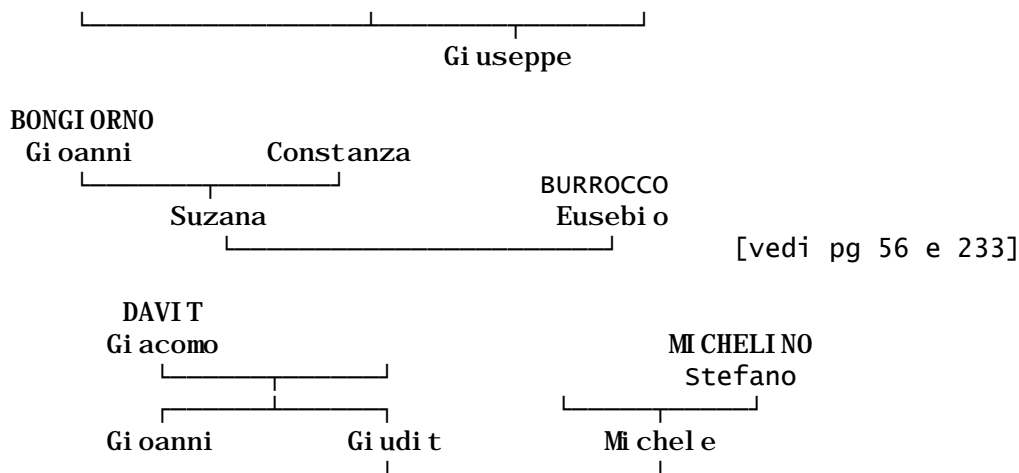 Giuseppe
BONGIORNO
Gioanni Constanza
BURROCCO
Suzana Eusebio
[vedi pg 56 e 233]
DAVIT
Giacomo MICHELINO
Stefano
Gioanni Giudit Michele